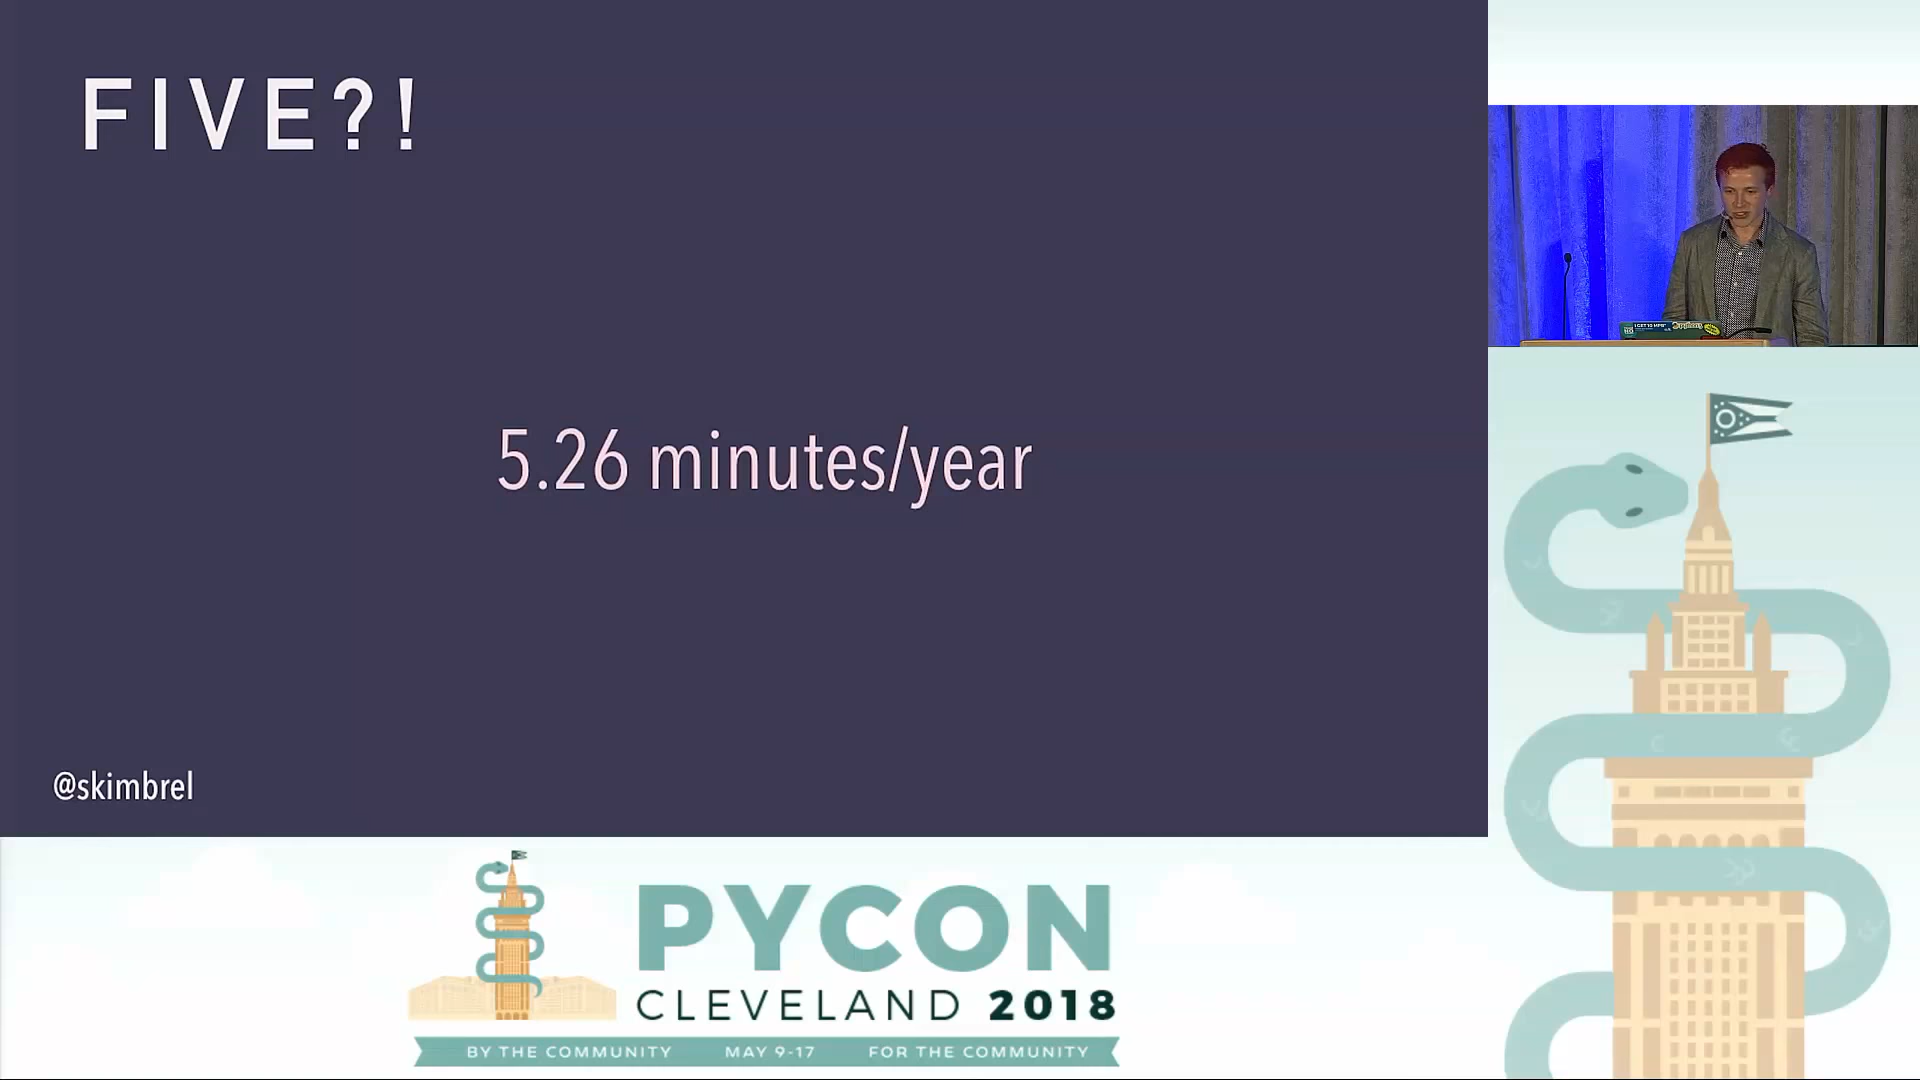 FIVE?!
5.26 minutes/year
@skimbrel
PYCON
CLEVELAND 2018
BY THE COMMUNITY MAY 9-17 FOR THE COMMUNITY